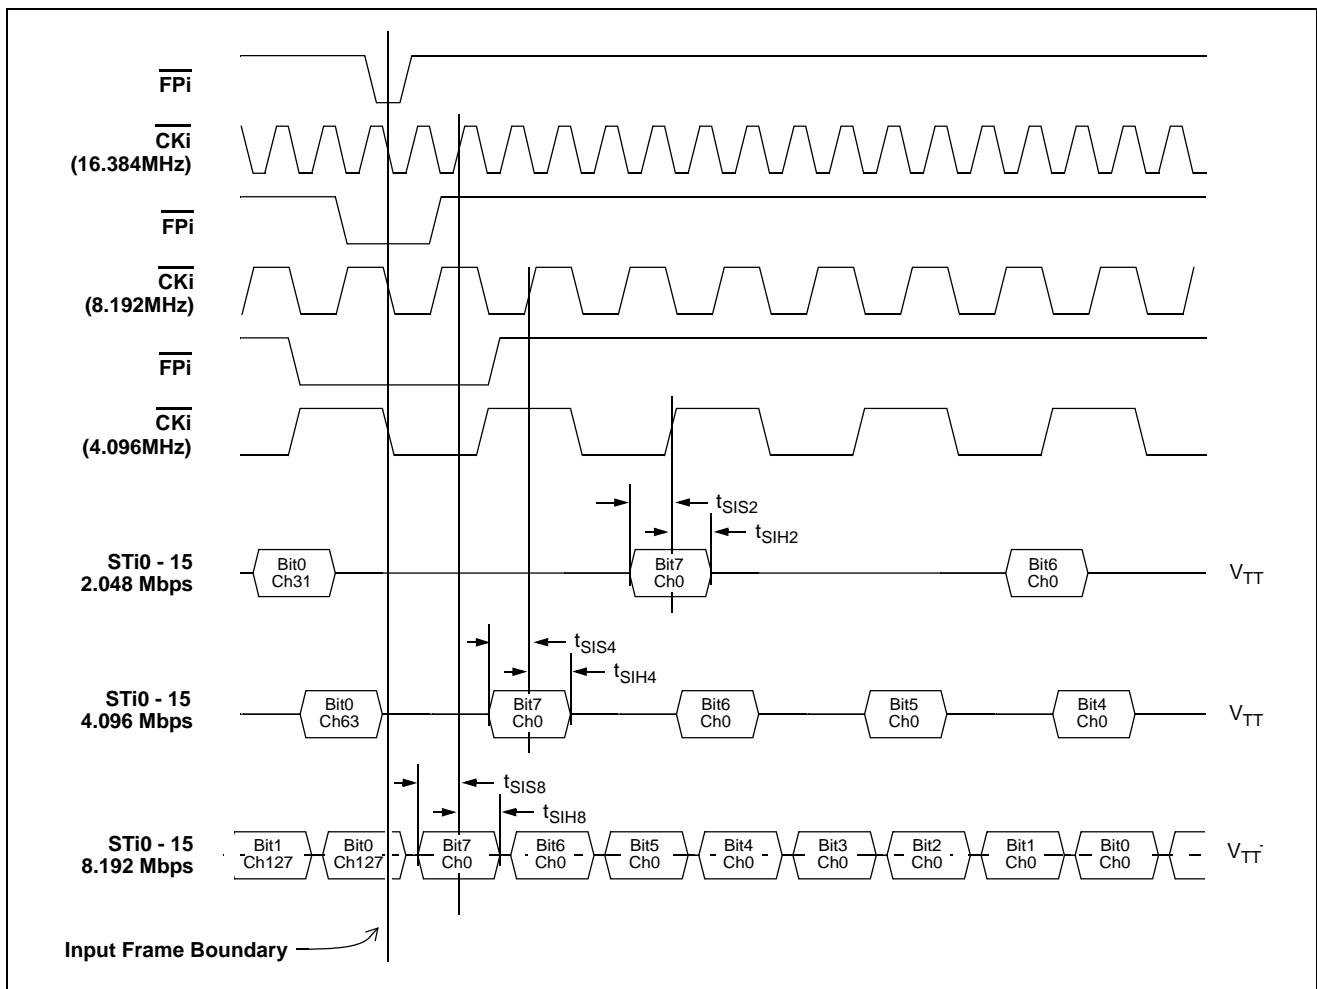 FPi
CKi
(16.384MHz)
FPi
CKi
(8.192MHz)
FPi
CKi
(4.096MHz)
tSIS2
tSIH2
STi0 - 15
2.048 Mbps
Bit0
Ch31
Bit7
Ch0
Bit6
Ch0
VTT
tSIS4
tSIH4
STi0 - 15
4.096 Mbps
Bit0
Ch63
Bit7
Ch0
Bit6
Ch0
Bit5
Ch0
Bit4
Ch0
VTT
tSIS8
tSIH8
STi0 - 15
8.192 Mbps
Bit1
Ch127
Bit0
Ch127
Bit7
Ch0
Bit6
Ch0
Bit5
Ch0
Bit4
Ch0
Bit3
Ch0
Bit2
Ch0
Bit1
Ch0
Bit0
Ch0
VTT
Input Frame Boundary